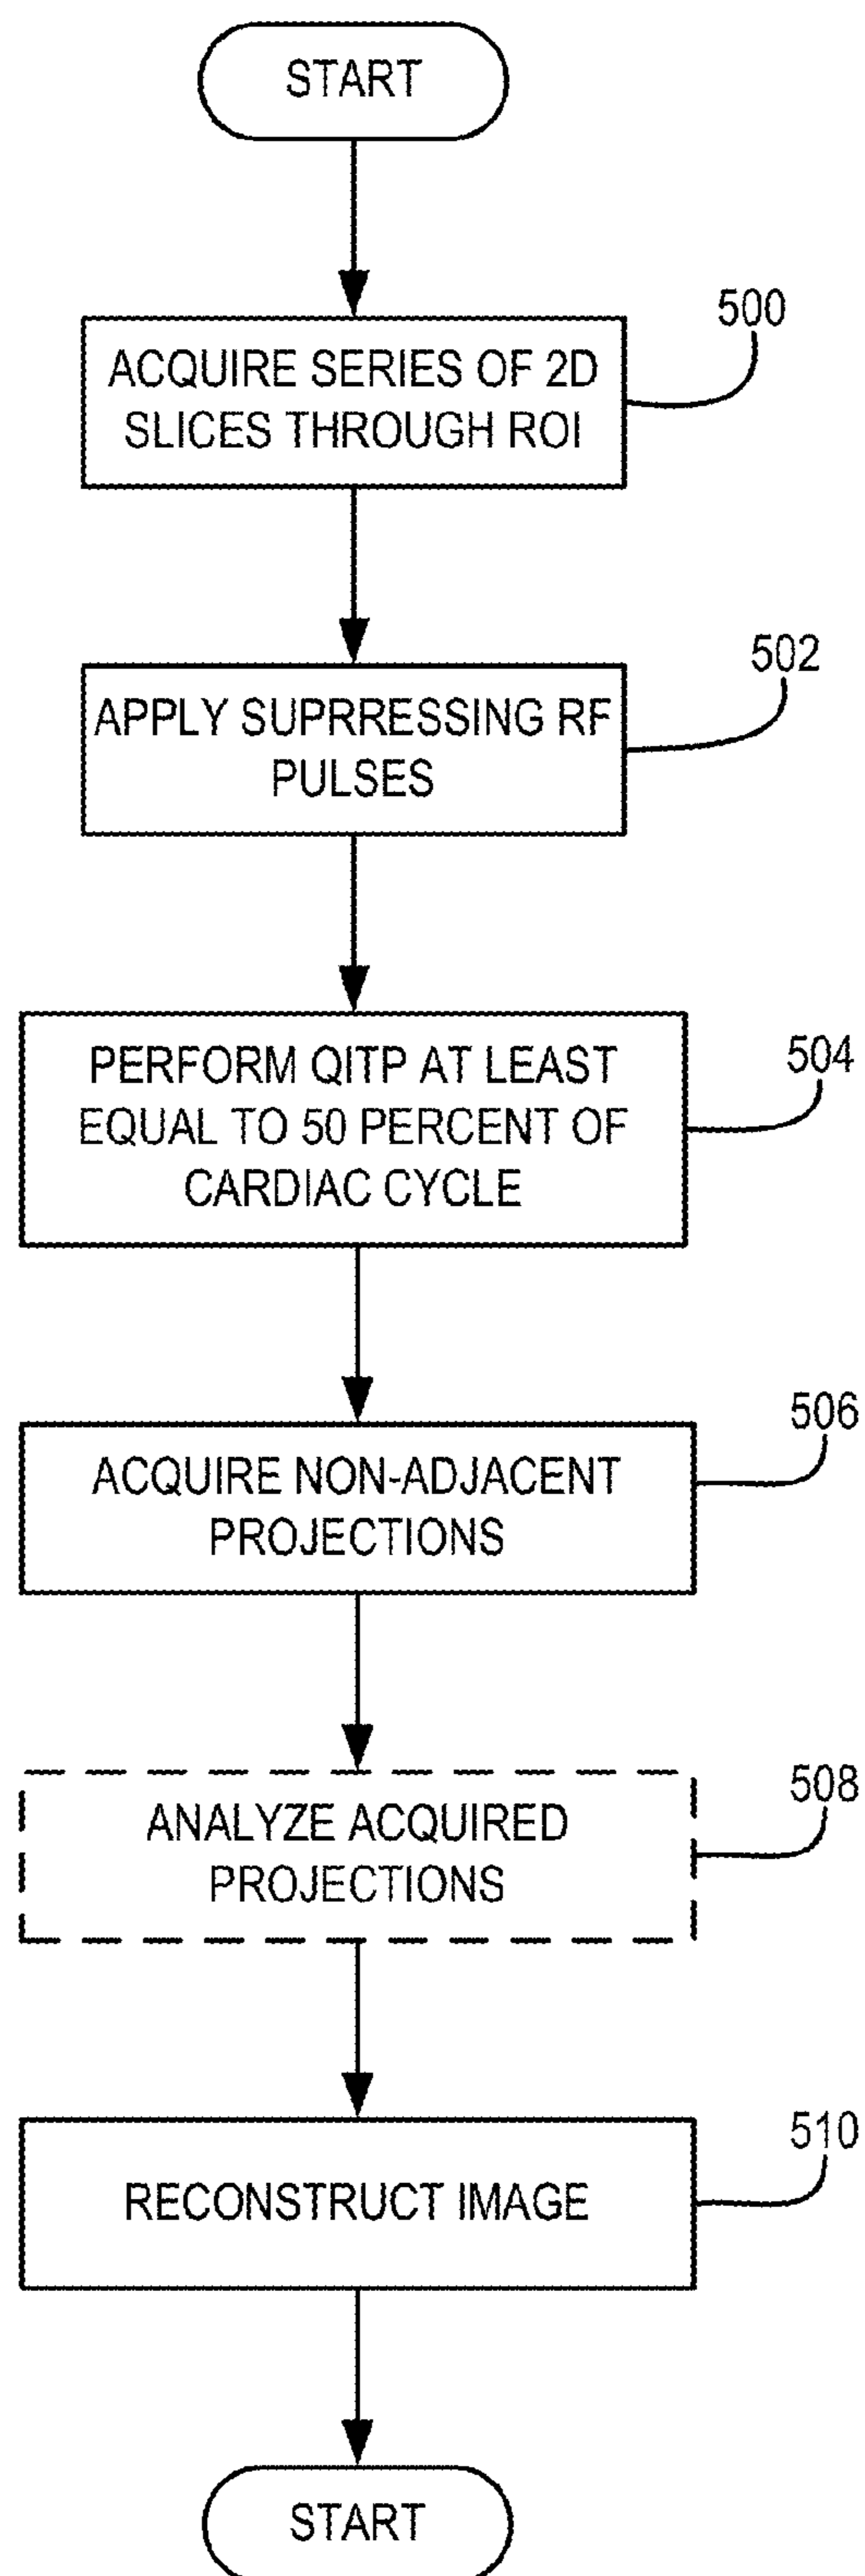 START
500
ACQUIRE SERIES OF 2D
SLICES THROUGH ROI
502
APPLY SUPRRESSING RF
PULSES
504
PERFORM QITP AT LEAST
EQUAL TO 50 PERCENT OF
CARDIAC CYCLE
506
ACQUIRE NON-ADJACENT
PROJECTIONS
508
ANALYZE ACQUIRED
PROJECTIONS
510
RECONSTRUCT IMAGE
START